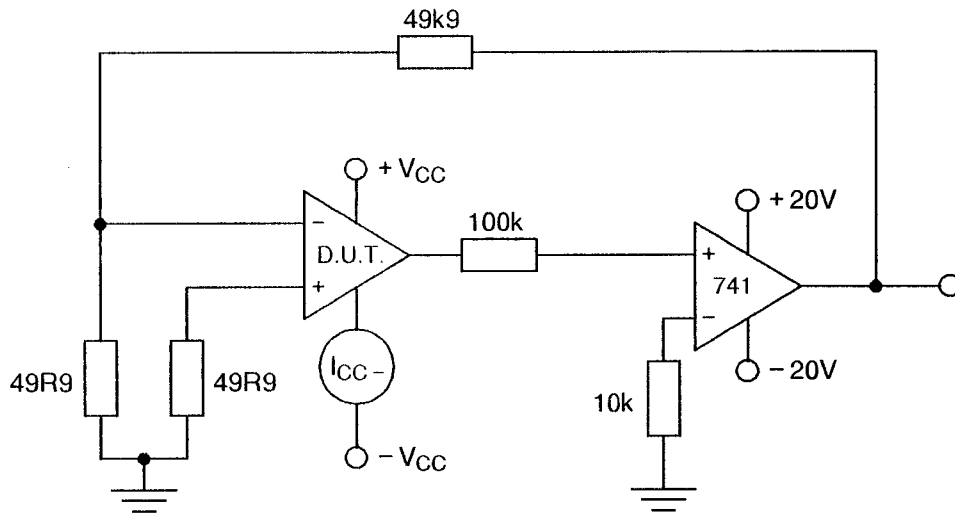 49k9
+ VCC
-
D.U.T.
+
100k
+ 20V
+
741
-
49R9
49R9
ICC -
- VCC
10k
- 20V